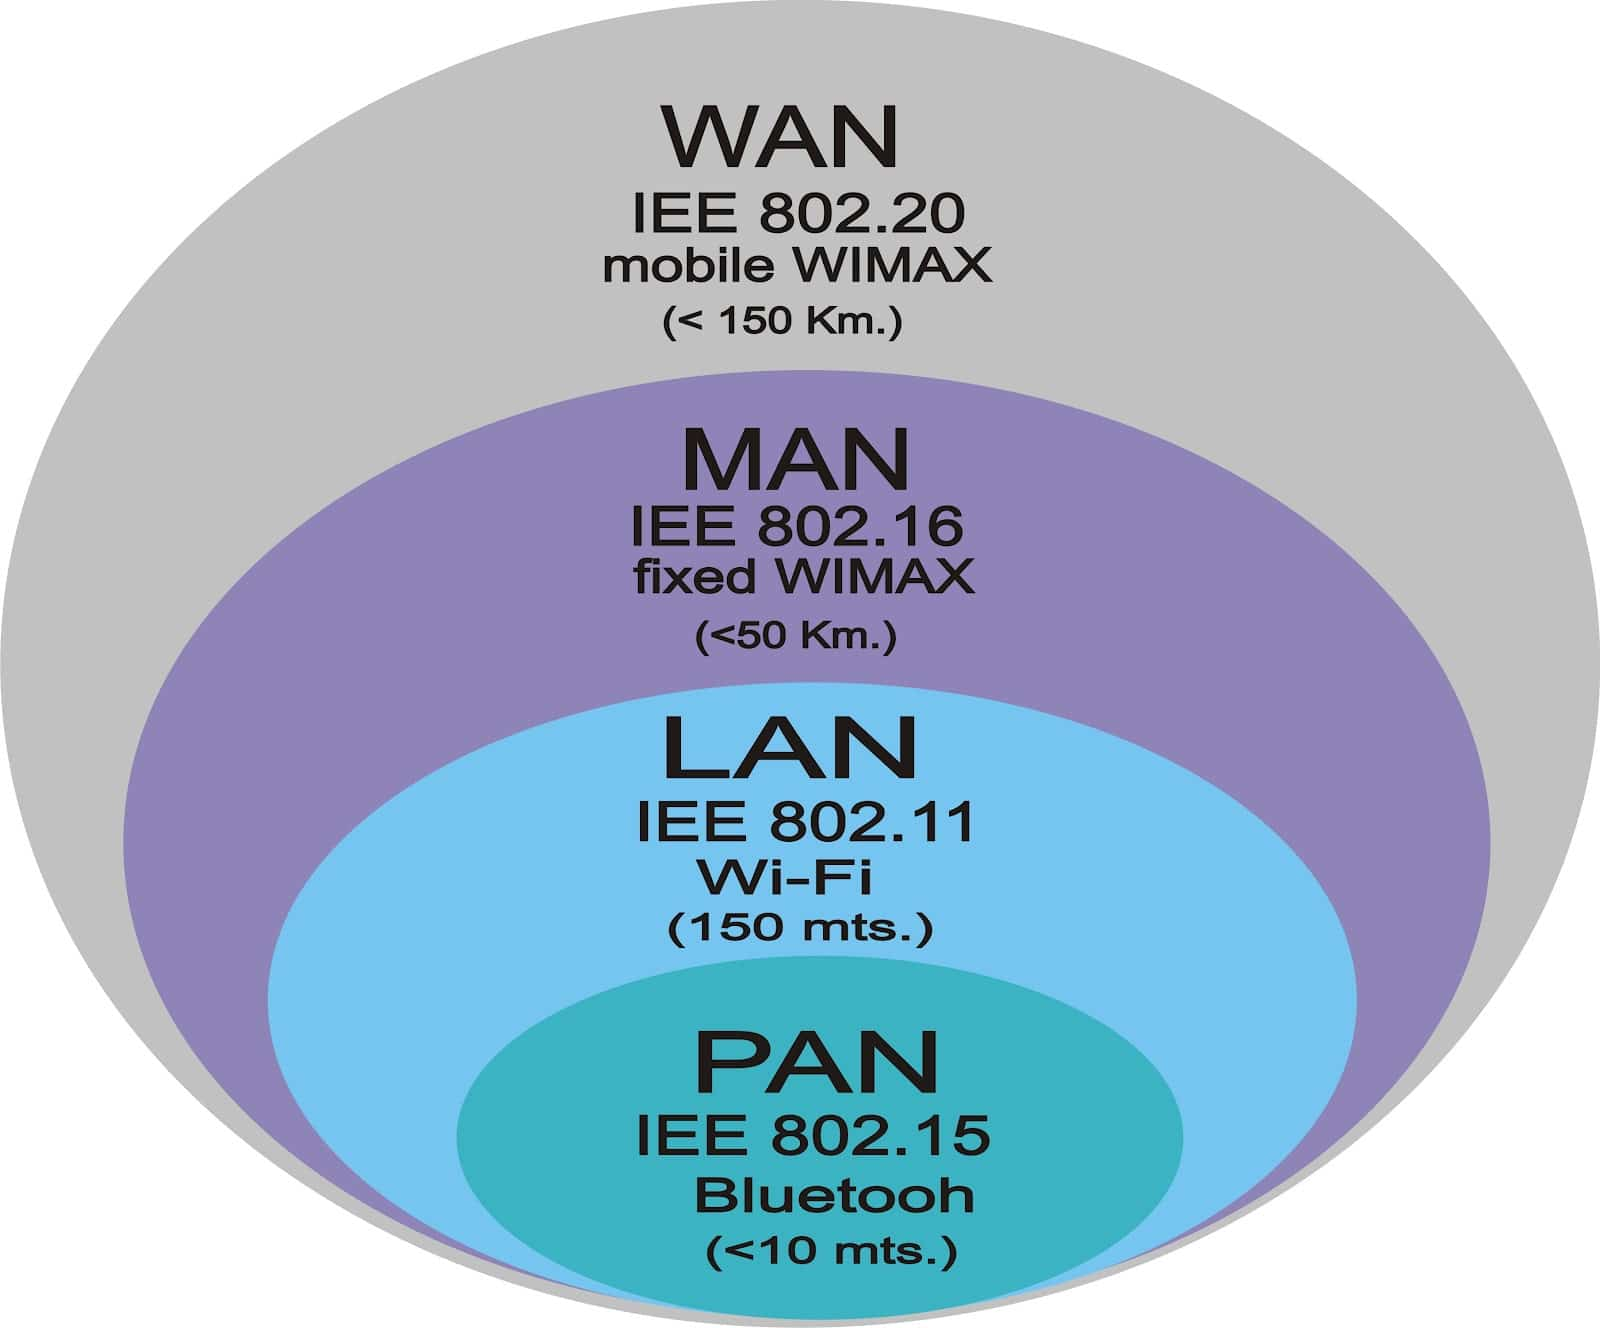 WAN
IEE 802.20
mobile WIMAX
(< 150 Km.)
MAN
IEE 802.16
fixed WIMAX
(<50 Km.)
LAN
IEE 802.11
Wi-Fi
(150 mts.)
PAN
IEE 802.15
Bluetooh
(<10 mts.)